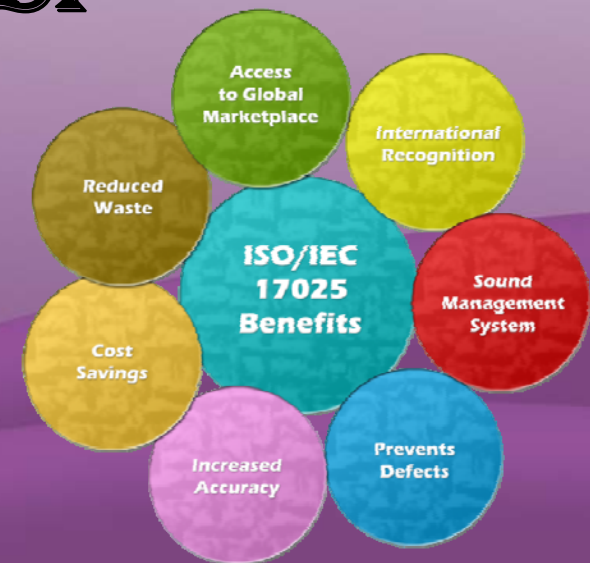 Access
to Global
Marketplace
International
Recognition
Reduced
Waste
ISO/IEC
17025
Benefits
Sound
Management
System
Cost
Savings
Prevents
Defects
Increased
Accuracy